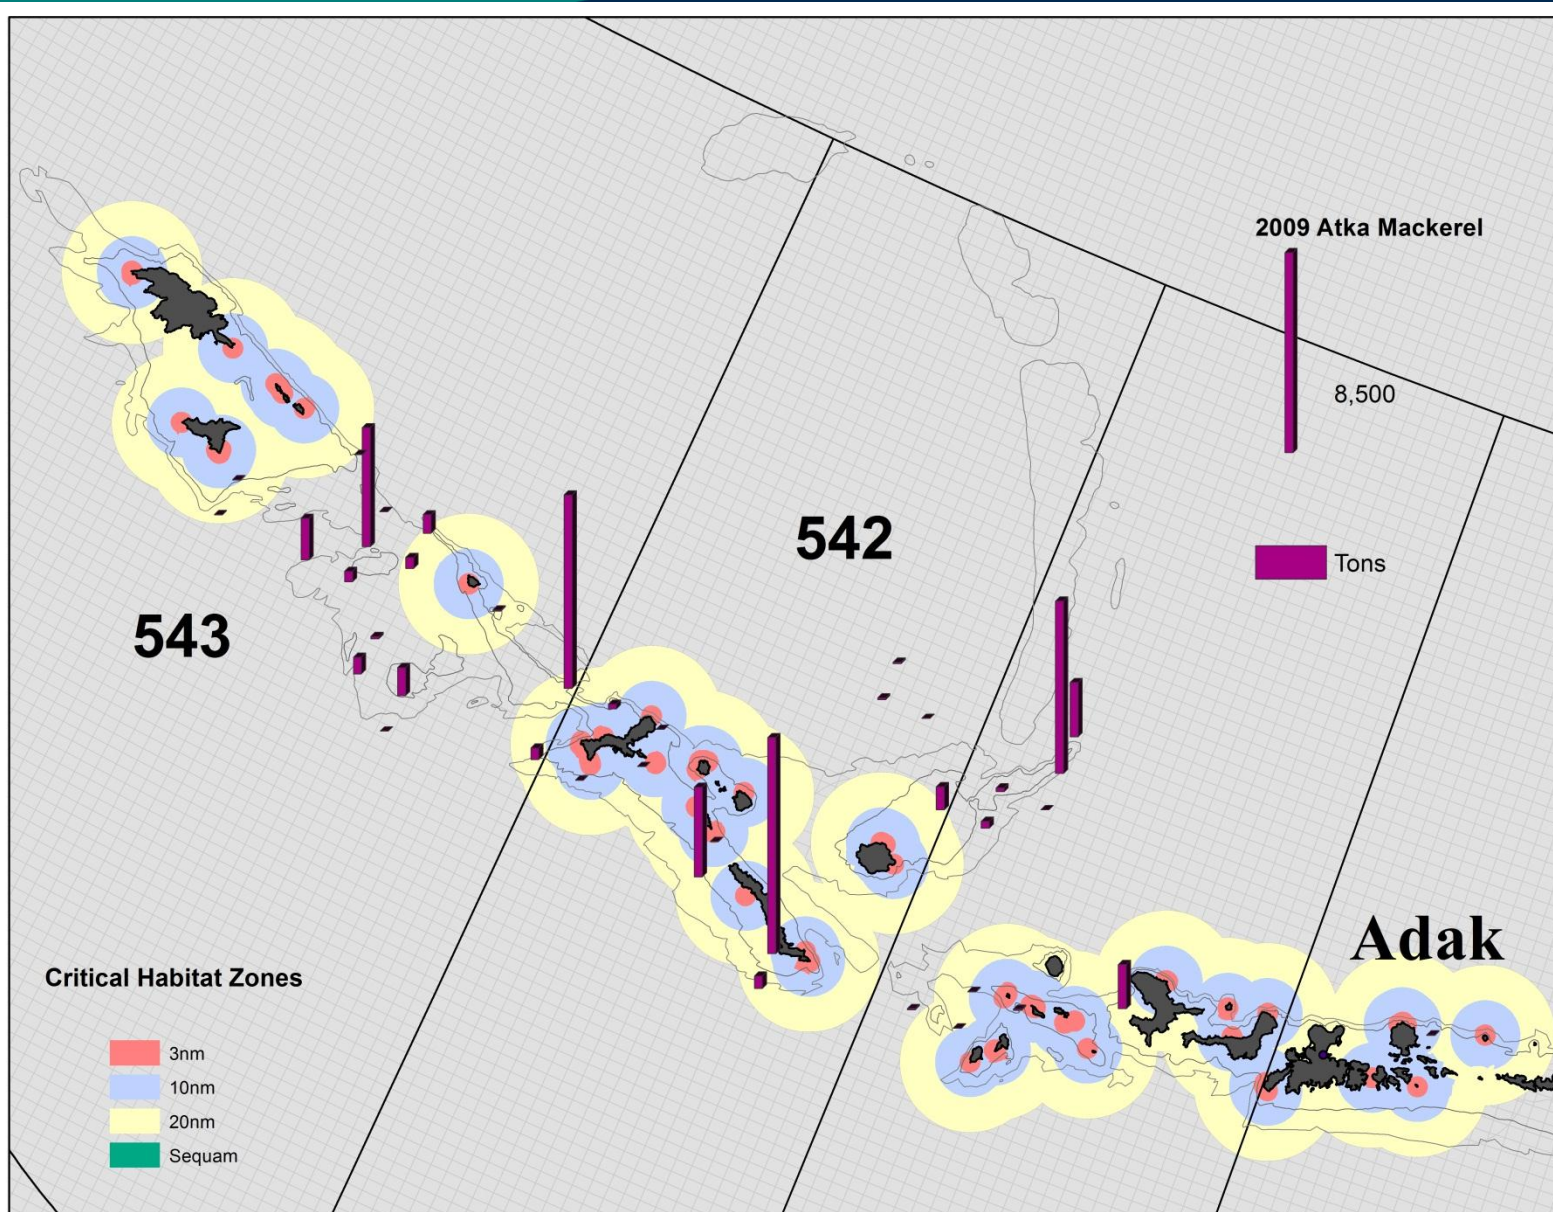 2009 Atka Mackerel
8,500
542
Tons
543
Adak
Critical Habitat Zones
3nm
10nm
20nm
Sequam